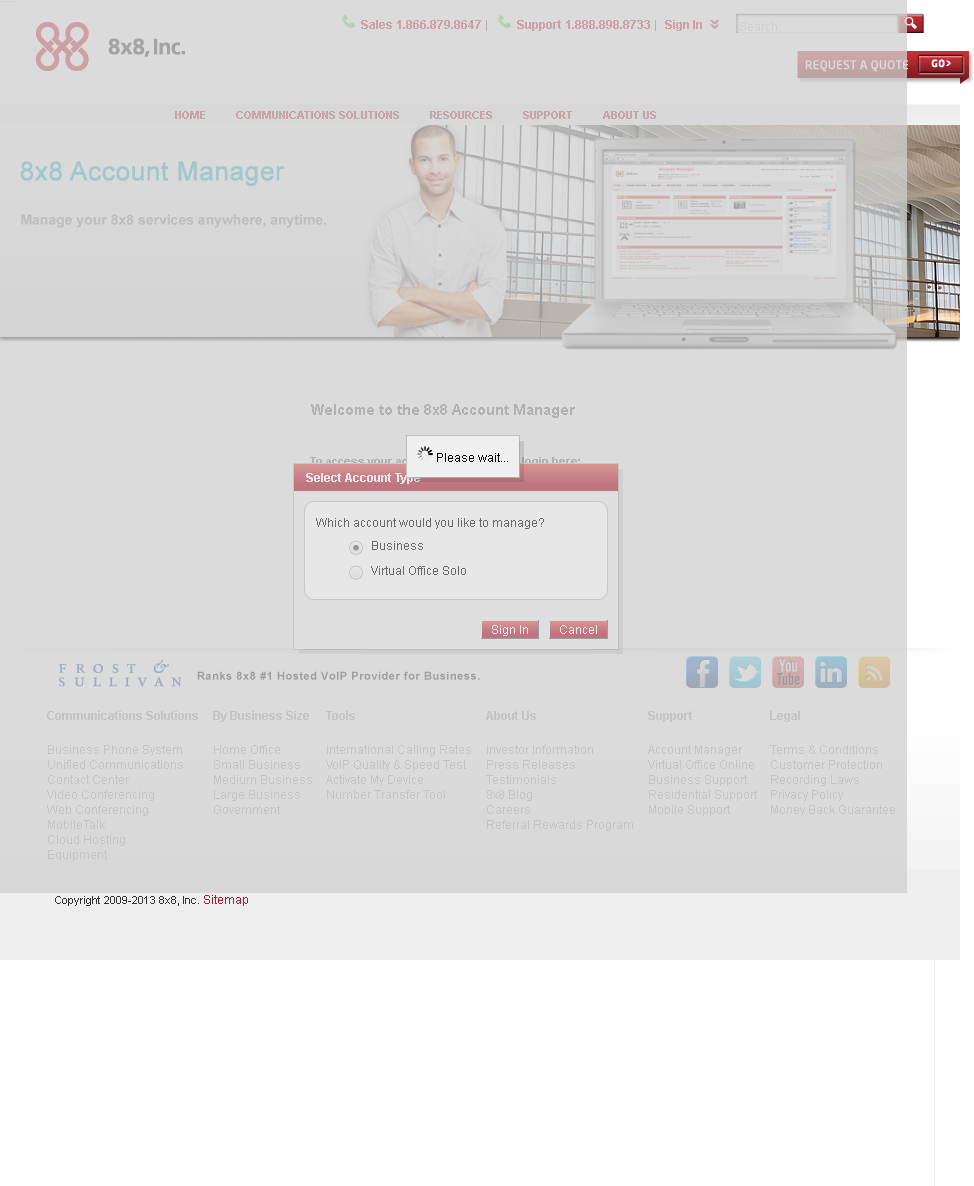 Sales 1.866.879.8647 | Support 1.888.898.8733 | Sign In Search
8x8, Inc.
REQUEST A QUOTE GO>
HOME COMMUNICATIONS SOLUTIONS RESOURCES SUPPORT ABOUT US
8x8 Account Manager
Manage your 8x8 services anywhere, anytime.
Welcome to the 8x8 Account Manager
To access your login here:
Please wait...
Select Account Type
Which account would you like to manage?
Business
Virtual Office Solo
Sign In Cancel
FROST & SULLIVAN Ranks 8x8 #1 Hosted VoIP Provider for Business.
You Tube
Communications Solutions By Business Size Tools About Us Support Legal
Business Phone System Home Office International Calling Rates Investor Information Account Manager Terms & Conditions
Unified Communications Small Business VoIP Quality & Speed Test Press Releases Virtual Office Online Customer Protection
Contact Center Medium Business Activate My Device Testimonials Business Support Recording Laws
Video Conferencing Large Business Number Transfer Tool 8x8 Blog Residential Support Privacy Policy
Web Conferencing Government Careers Mobile Support Money Back Guarantee
MobileTalk Referral Rewards Program
Cloud Hosting
Equipment
Copyright 2009-2013 8x8, Inc. Sitemap